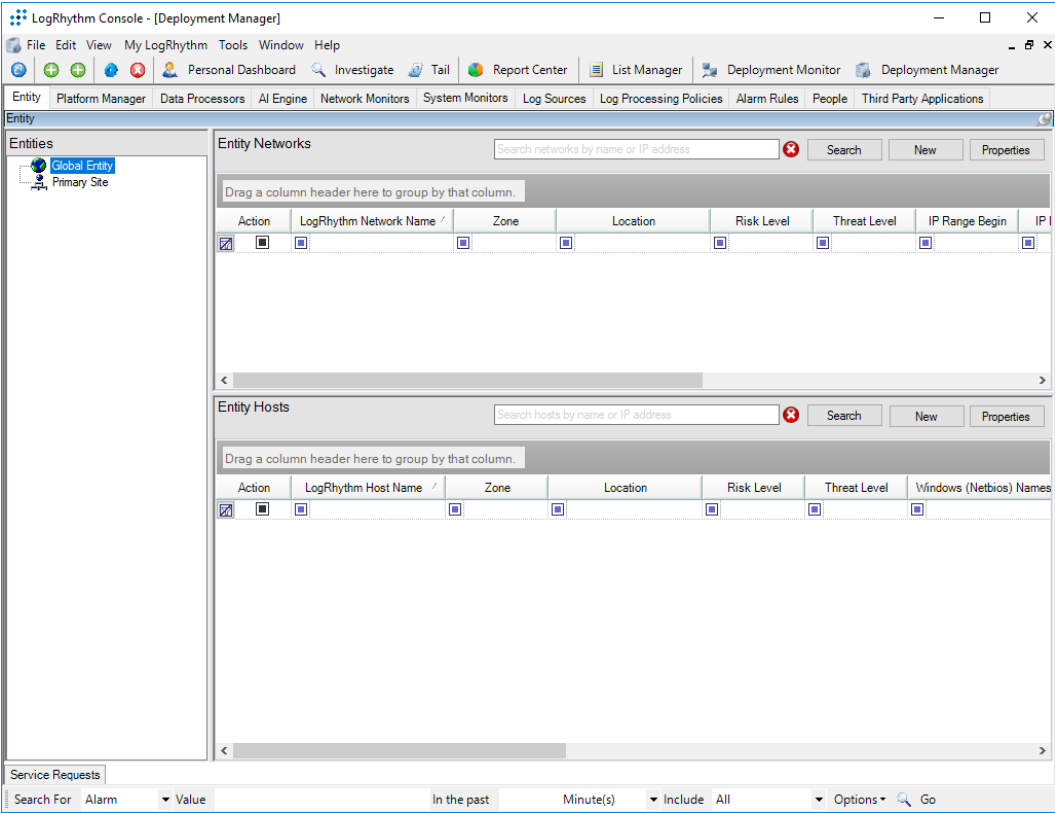 LogRhythm Console - [Deployment Manager]
File Edit View My LogRhythm Tools Window Help
Personal Dashboard Investigate Tail Report Center List Manager Deployment Monitor Deployment Manager
Entity Platform Manager Data Processors AI Engine Network Monitors System Monitors Log Sources Log Processing Policies Alarm Rules People Third Party Applications
Entity
Entities
Global Entity
Primary Site
Entity Networks Search networks by name or IP address Search New Properties
Drag a column header here to group by that column.
Action LogRhythm Network Name Zone Location Risk Level Threat Level IP Range Begin IP
Entity Hosts Search hosts by name or IP address Search New Properties
Drag a column header here to group by that column.
Action LogRhythm Host Name Zone Location Risk Level Threat Level Windows (Netbios) Names
Service Requests
Search For Alarm Value In the past Minute(s) Include All Options Go